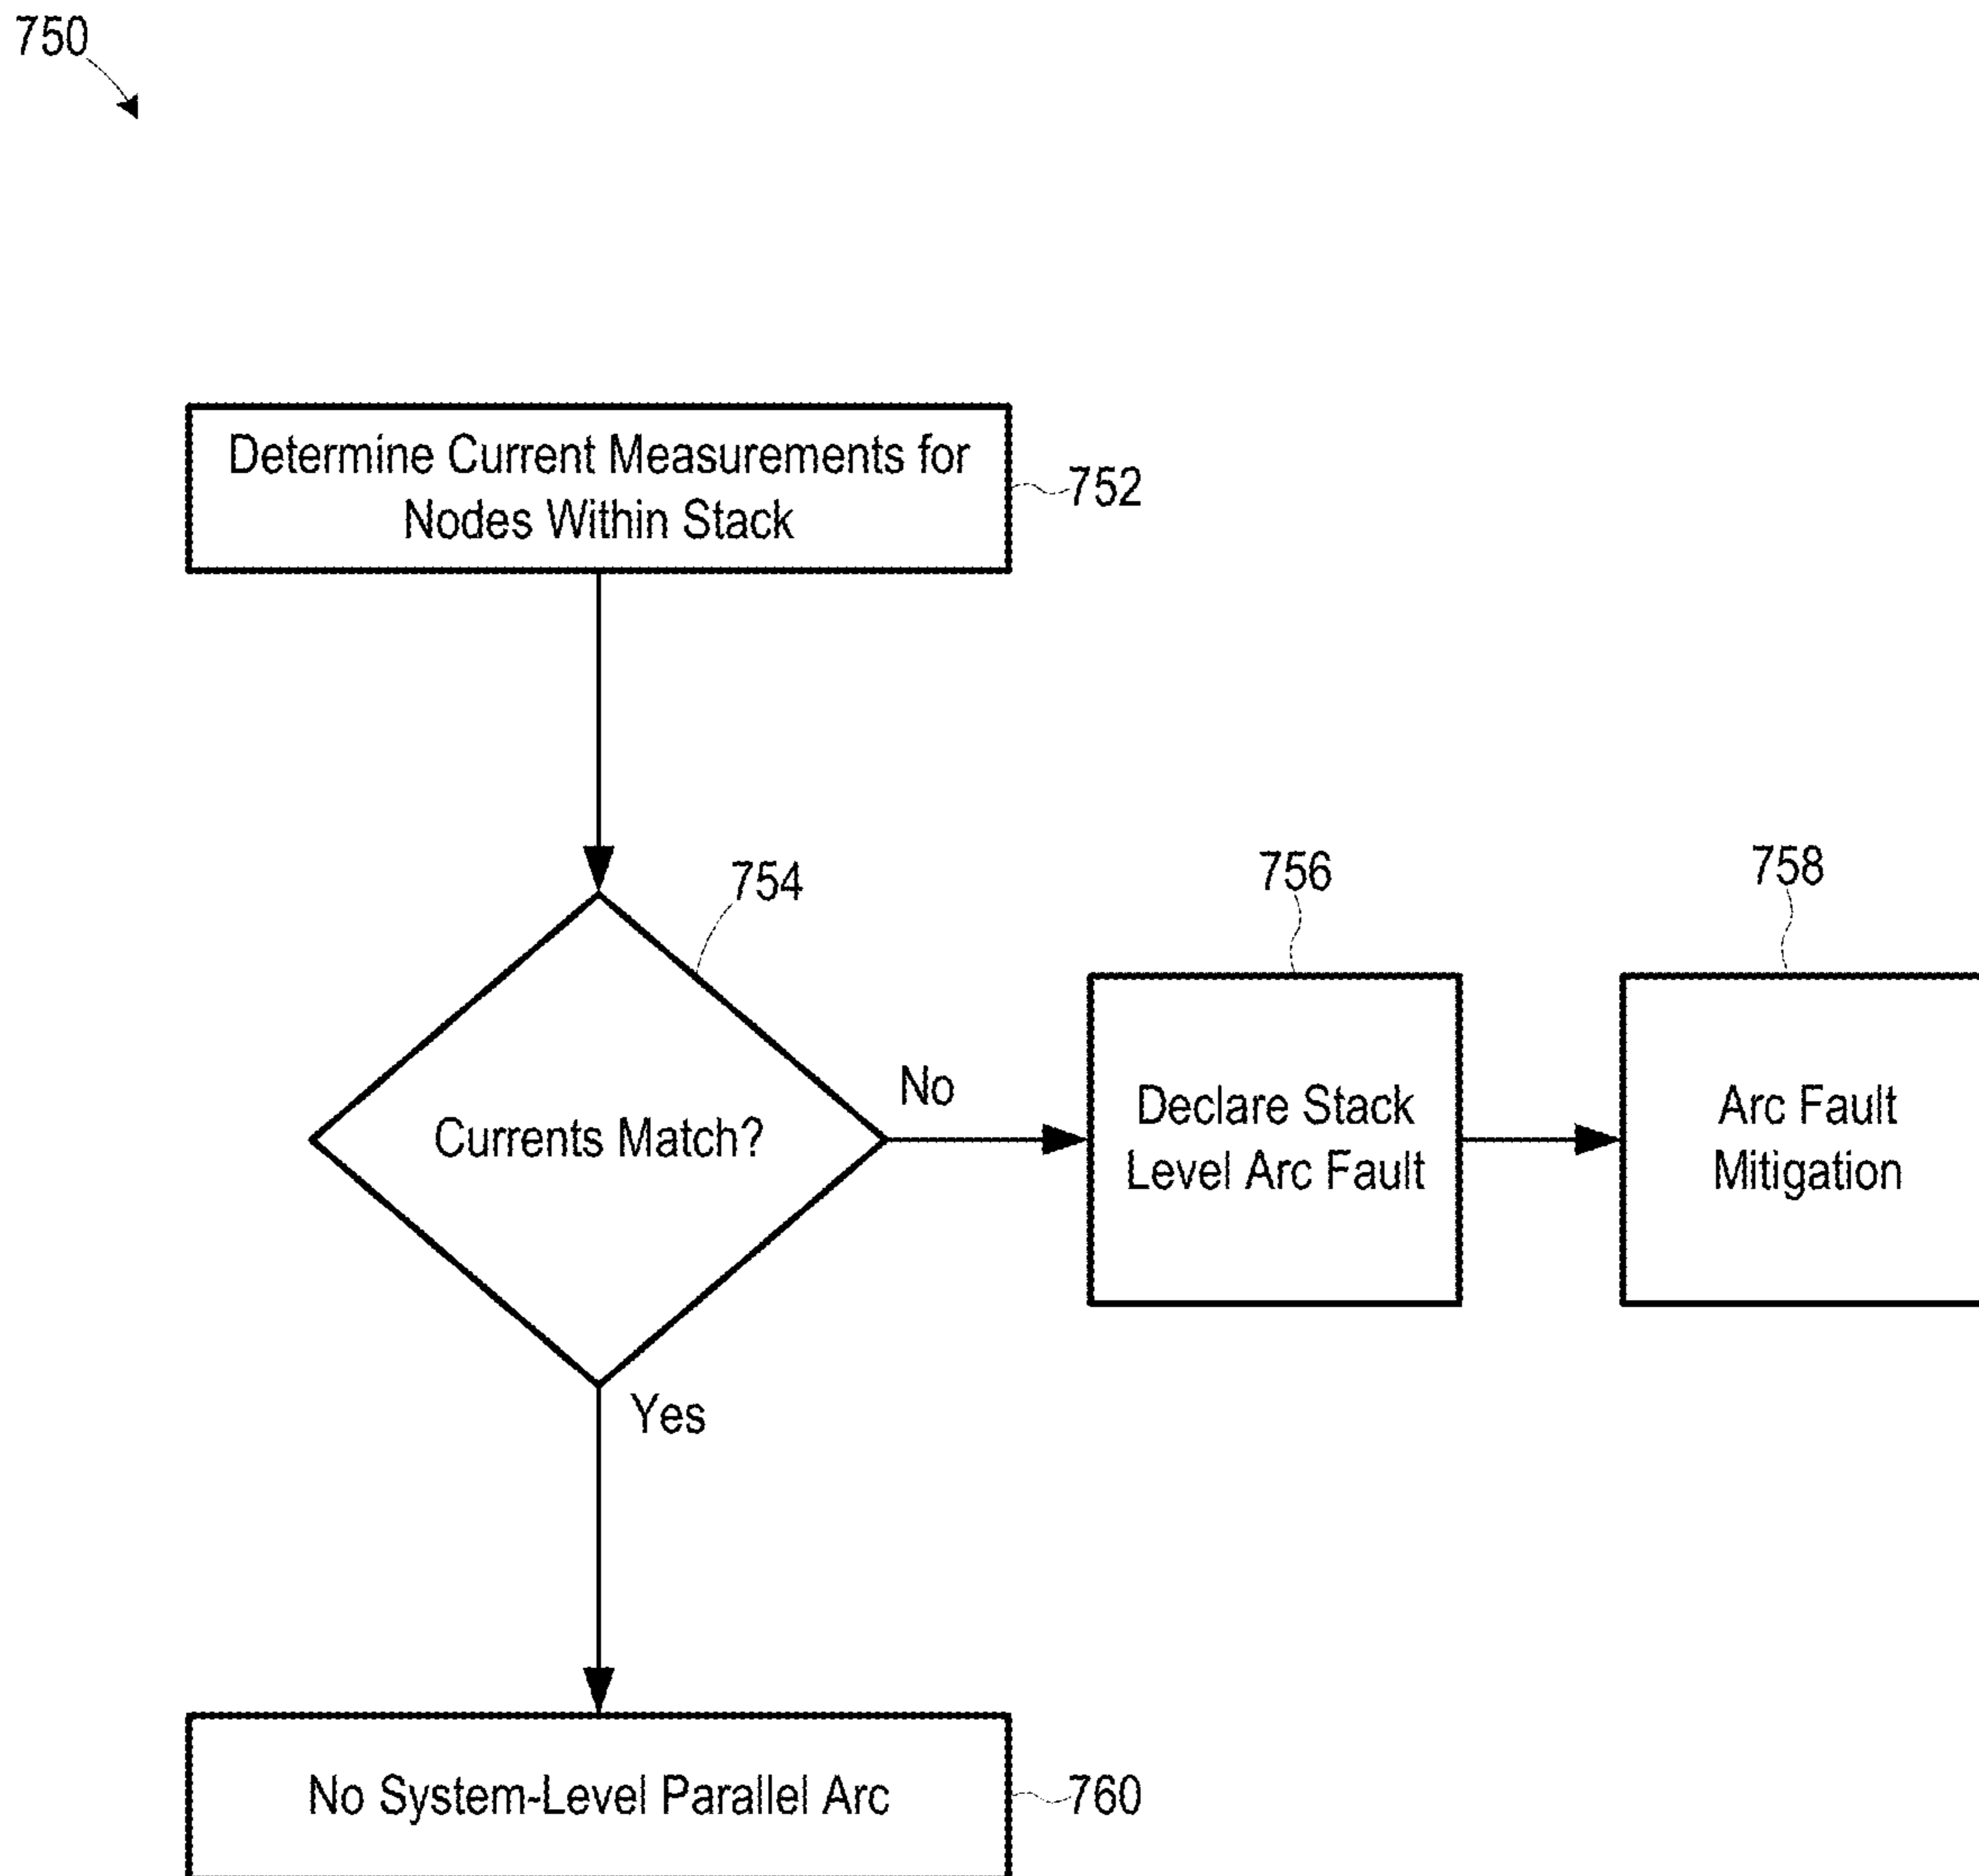 750
Determine Current Measurements for
Nodes Within Stack
752
754
Currents Match?
No
Yes
756
Declare Stack
Level Arc Fault
758
Arc Fault
Mitigation
No System-Level Parallel Arc
760